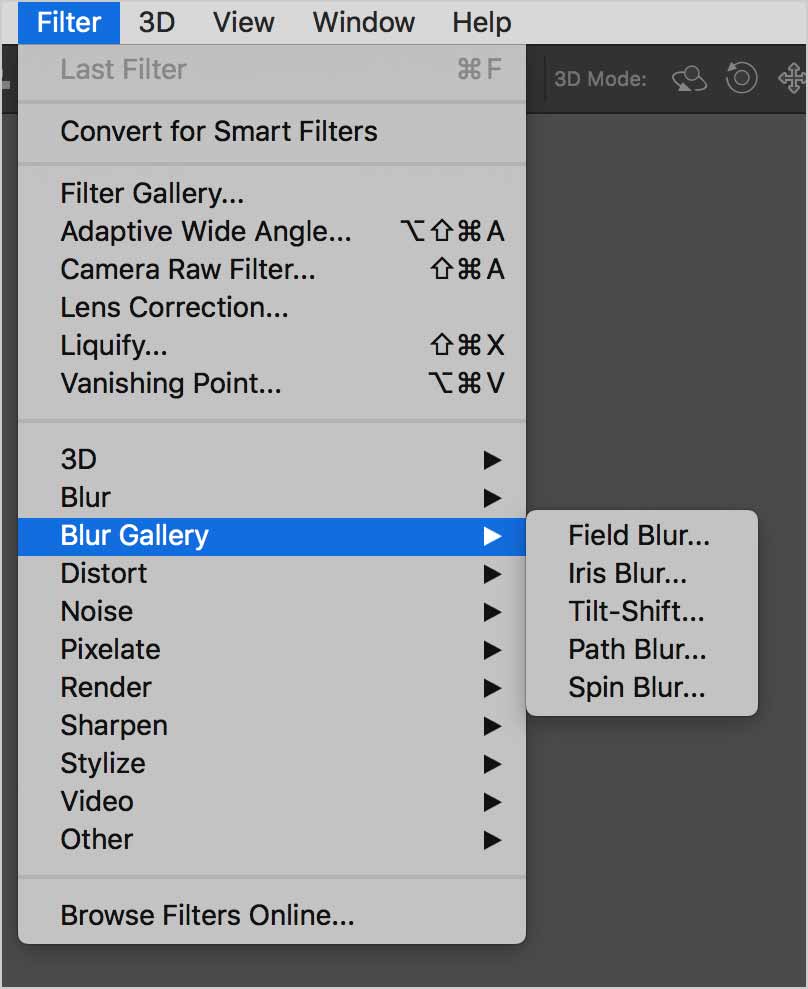 Filter 3D View Window Help
Last Filter ⌘F
3D Mode:
Convert for Smart Filters
Filter Gallery...
Adaptive Wide Angle... ⌥⇧⌘A
Camera Raw Filter... ⇧⌘A
Lens Correction...
Liquify... ⇧⌘X
Vanishing Point... ⌥⌘V
3D
Blur
Blur Gallery
Field Blur...
Iris Blur...
Tilt-Shift...
Path Blur...
Spin Blur...
Distort
Noise
Pixelate
Render
Sharpen
Stylize
Video
Other
Browse Filters Online...